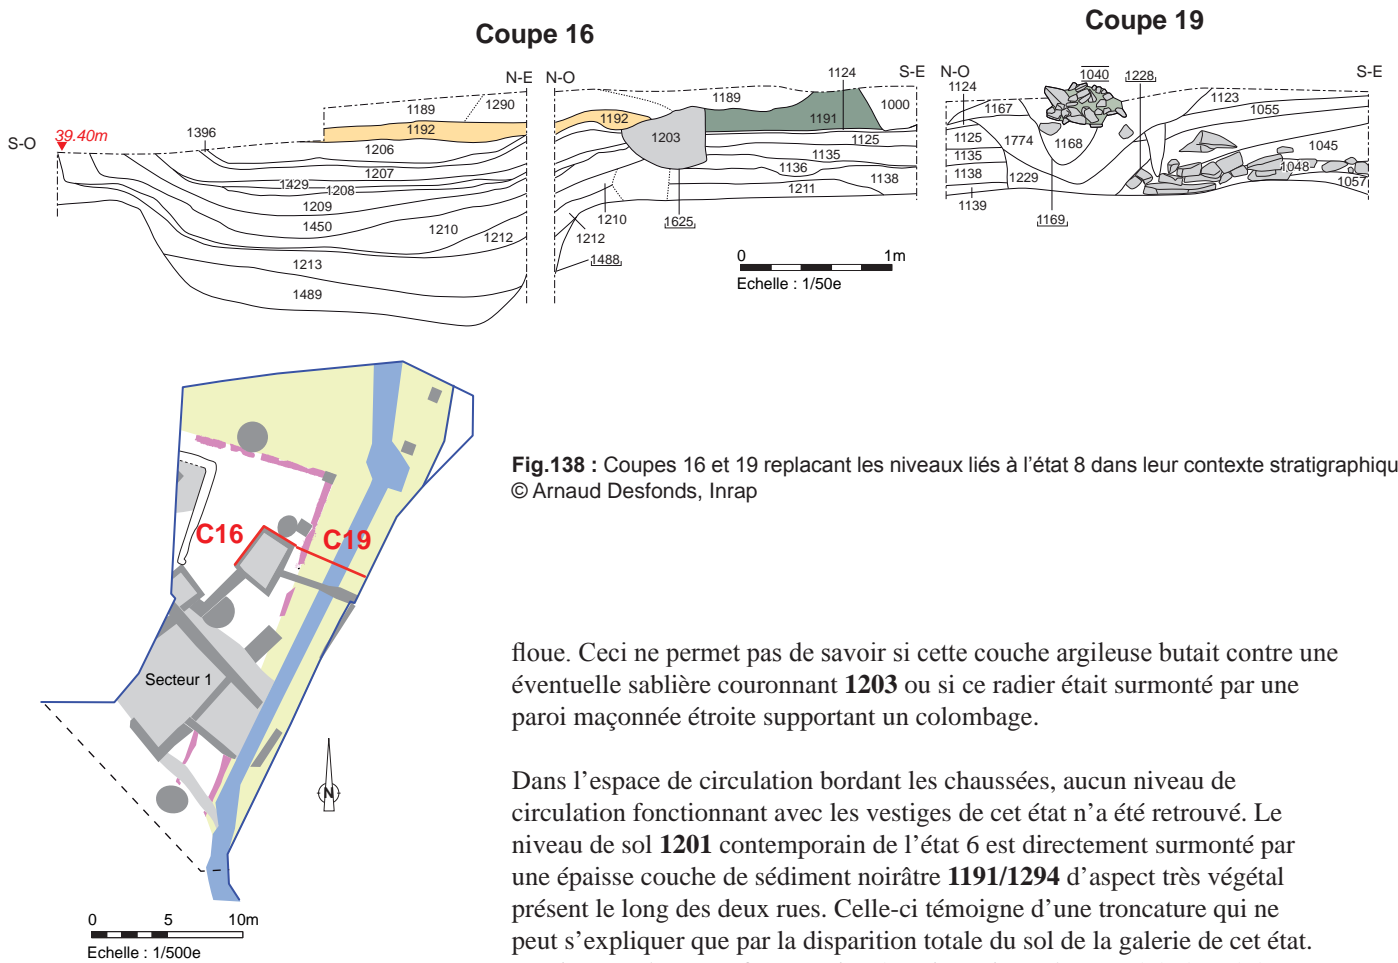 Coupe 16
Coupe 19
S-O
39.40m
N-E
N-O
S-E
N-O
S-E
1396
1189
1290
1192
1206
1207
1429
1208
1209
1450
1210
1212
1213
1489
1192
1203
1189
1124
1191
1000
1125
1135
1136
1138
1211
1210
1212
1488
1625
0
1m
Echelle : 1/50e
1124
1167
1125
1135
1138
1139
1774
1229
1168
1169
1040
1228
1123
1055
1045
1048
1057
C16
C19
Secteur 1
N
0 5 10m
Echelle : 1/500e
Fig.138 : Coupes 16 et 19 replacant les niveaux liés à l'état 8 dans leur contexte stratigraphiqu
© Arnaud Desfonds, Inrap
floue. Ceci ne permet pas de savoir si cette couche argileuse butait contre une
éventuelle sablière couronnant 1203 ou si ce radier était surmonté par une
paroi maçonnée étroite supportant un colombage.
Dans l'espace de circulation bordant les chaussées, aucun niveau de
circulation fonctionnant avec les vestiges de cet état n'a été retrouvé. Le
niveau de sol 1201 contemporain de l'état 6 est directement surmonté par
une épaisse couche de sédiment noirâtre 1191/1294 d'aspect très végétal
présent le long des deux rues. Celle-ci témoigne d'une troncature qui ne
peut s'expliquer que par la disparition totale du sol de la galerie de cet état.